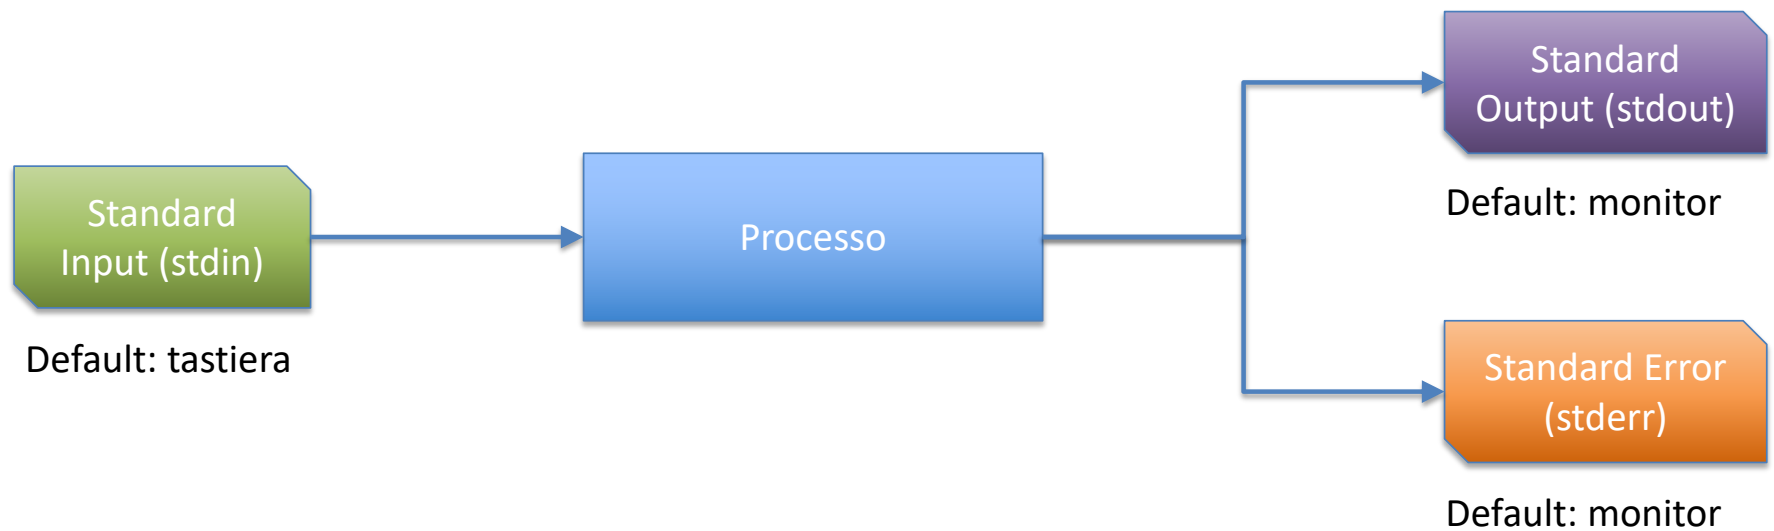 Standard
Input (stdin)
Default: tastiera
Processo
Standard
Output (stdout)
Default: monitor
Standard Error
(stderr)
Default: monitor